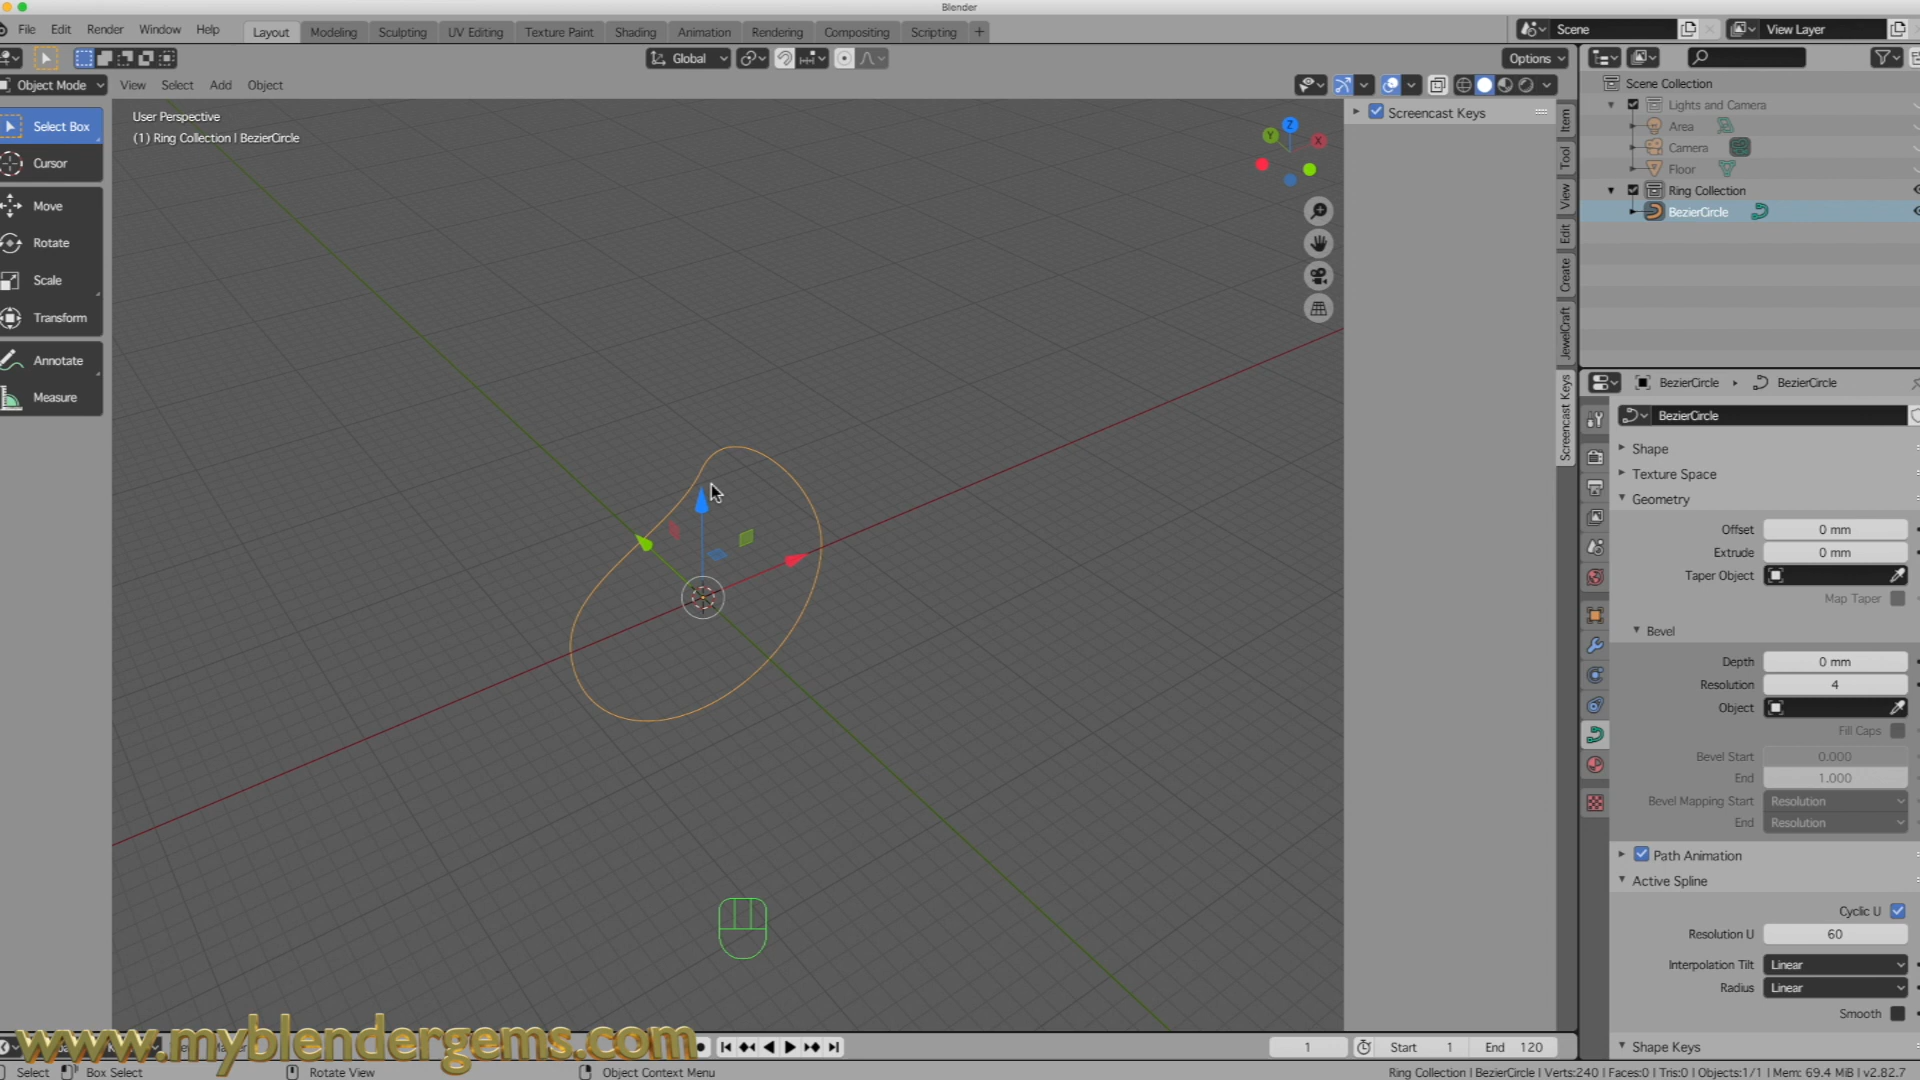 Blender
File Edit Render Window Help Layout Modeling Sculpting UV Editing Texture Paint Shading Animation Rendering Compositing Scripting + Scene View Layer
Global Options
Object Mode View Select Add Object
Select Box
Cursor
Move
Rotate
Scale
Transform
Annotate
Measure
User Perspective
(1) Ring Collection | BezierCircle
Z
Y
X
Screencast Keys
Item
Tool
View
Edit
Create
JewelCraft
Screencast Keys
Scene Collection
Lights and Camera
Area
Camera
Floor
Ring Collection
BezierCircle
BezierCircle BezierCircle
BezierCircle
Shape
Texture Space
Geometry
Offset 0 mm
Extrude 0 mm
Taper Object
Map Taper
Bevel
Depth 0 mm
Resolution 4
Object
Fill Caps
Bevel Start 0.000
End 1.000
Bevel Mapping Start Resolution
End Resolution
Path Animation
Active Spline
Cyclic U
Resolution U 60
Interpolation Tilt Linear
Radius Linear
Smooth
Shape Keys
www.myblendergems.com
1 Start 1 End 120
Select Box Select Rotate View Object Context Menu Ring Collection | BezierCircle | Verts:240 | Faces:0 | Tris:0 | Objects:1/1 | Mem: 69.4 MiB | v2.82.7